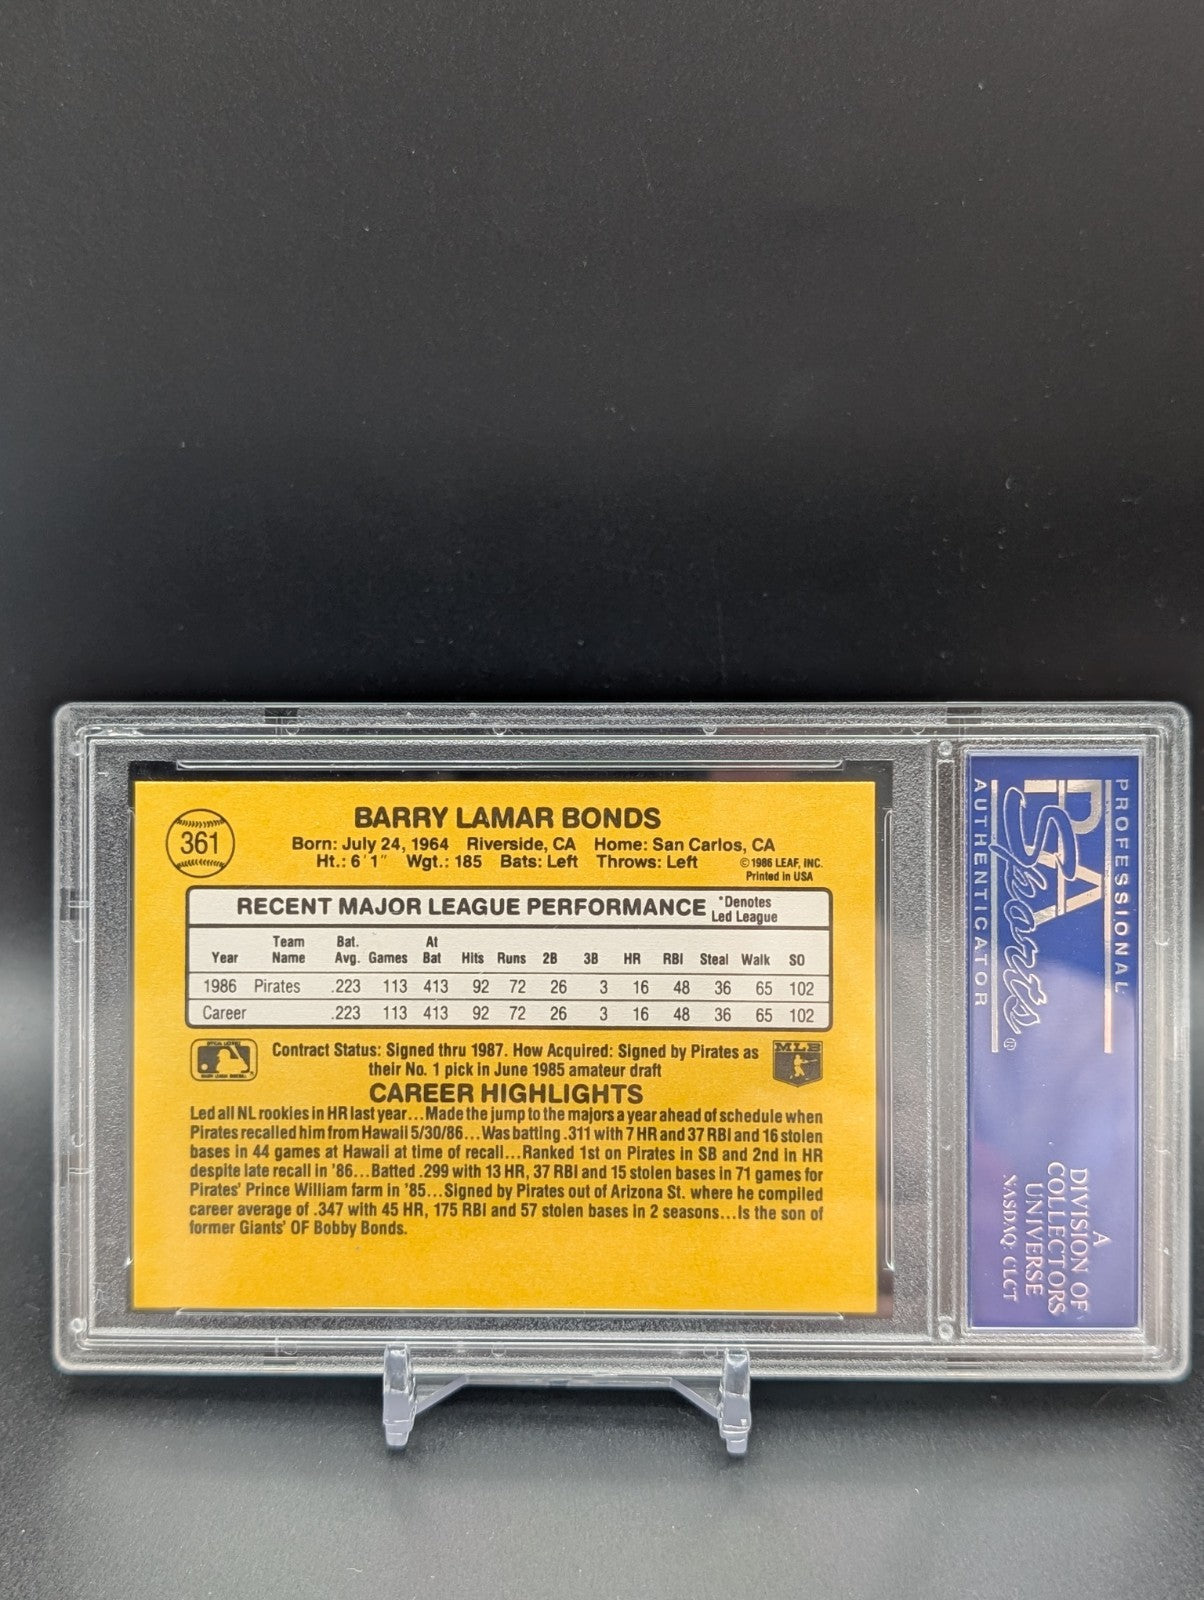 361
BARRY LAMAR BONDS
Born: July 24, 1964 Riverside, CA Home: San Carlos, CA
Ht.: 6'1" Wgt.: 185 Bats: Left Throws: Left
©1986 LEAF, INC.
Printed in USA
RECENT MAJOR LEAGUE PERFORMANCE
*Denotes
Led League
Year Team Name Bat. Avg. Games At Bat Hits Runs 2B 3B HR RBI Steal Walk SO
1986 Pirates .223 113 413 92 72 26 3 16 48 36 65 102
Career .223 113 413 92 72 26 3 16 48 36 65 102
Contract Status: Signed thru 1987. How Acquired: Signed by Pirates as
their No. 1 pick in June 1985 amateur draft
MLB
CAREER HIGHLIGHTS
Led all NL rookies in HR last year...Made the jump to the majors a year ahead of schedule when
Pirates recalled him from Hawaii 5/30/86...Was batting .311 with 7 HR and 37 RBI and 16 stolen
bases in 44 games at Hawaii at time of recall...Ranked 1st on Pirates in SB and 2nd in HR
despite late recall in '86...Batted .299 with 13 HR, 37 RBI and 15 stolen bases in 71 games for
Pirates' Prince William farm in '85...Signed by Pirates out of Arizona St. where he compiled
career average of .347 with 45 HR, 175 RBI and 57 stolen bases in 2 seasons...Is the son of
former Giants' OF Bobby Bonds.
PROFESSIONAL
PSA
Sports
AUTHENTICATOR
A
DIVISION OF
COLLECTORS
UNIVERSE
NASDAQ: CLCT